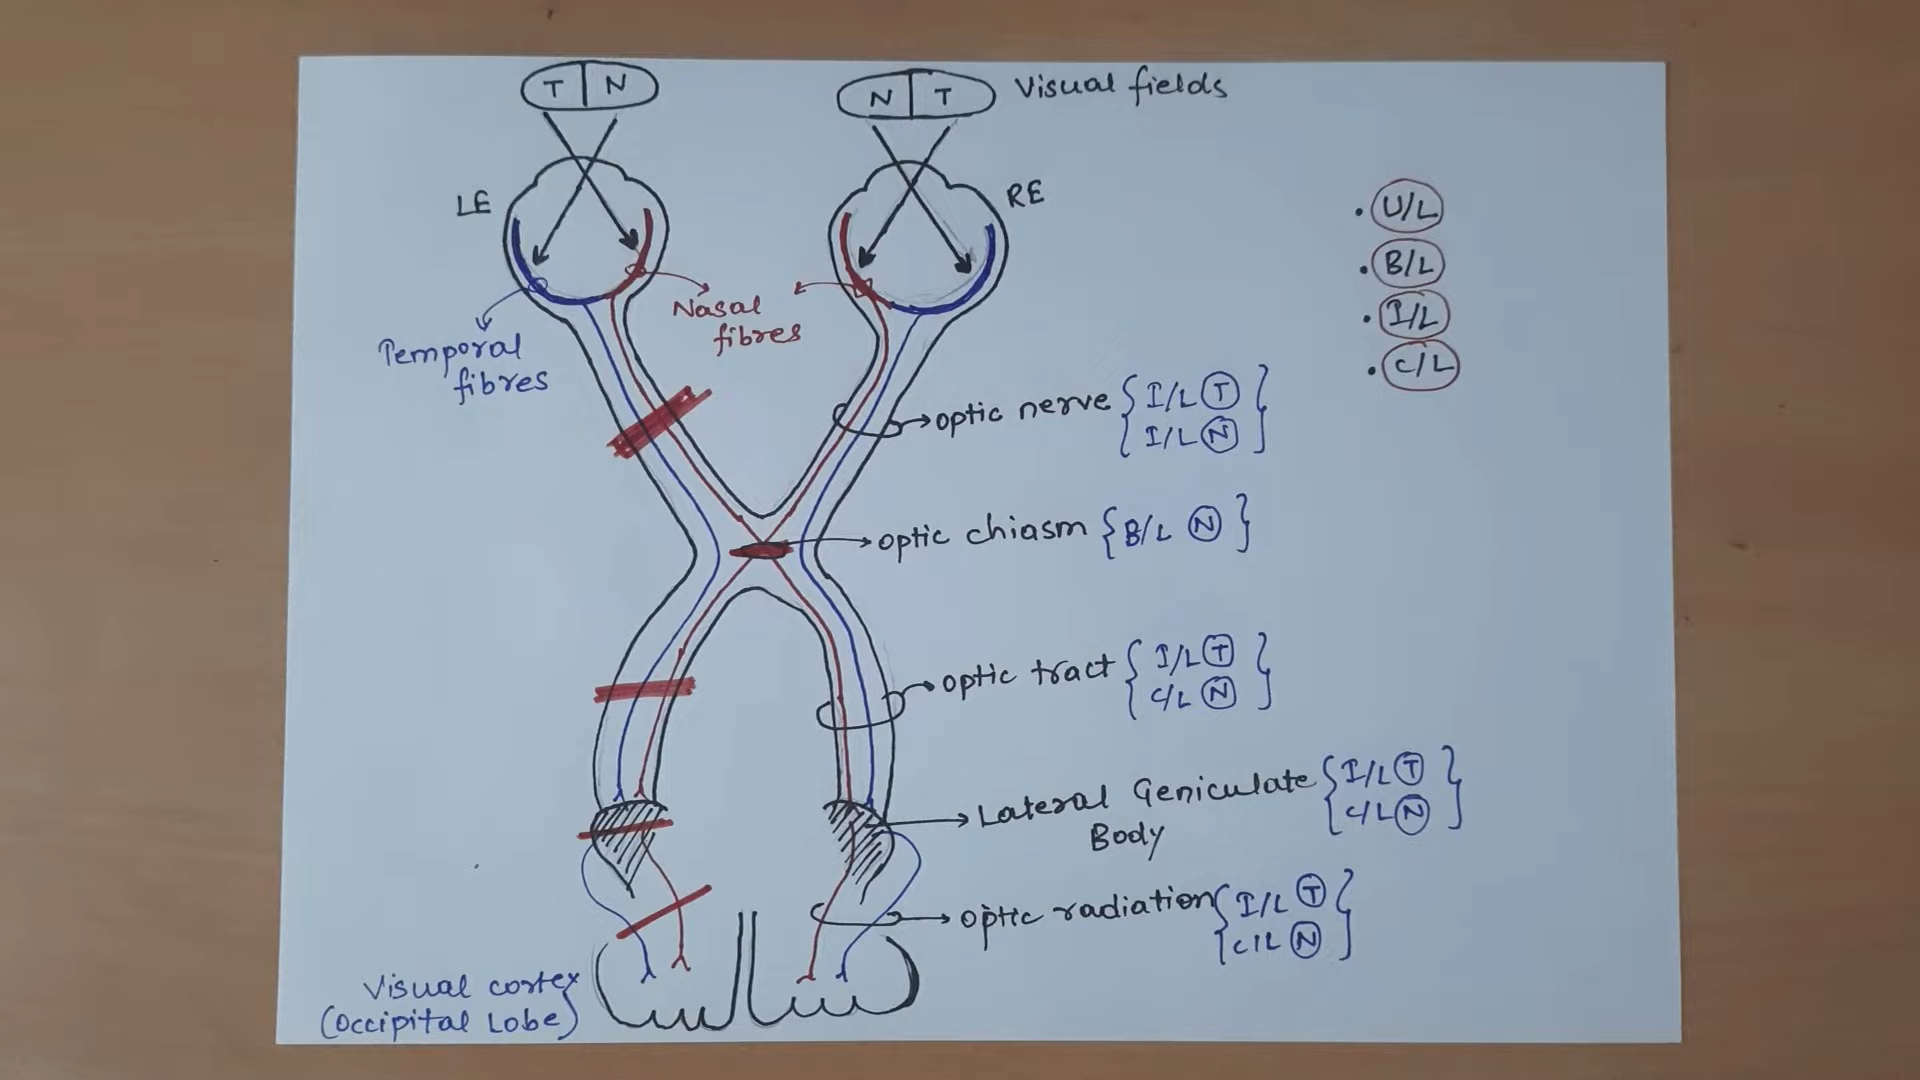 T N
N T
Visual fields
LE
RE
Temporal
fibres
Nasal
fibres
• U/L
• B/L
• I/L
• C/L
optic nerve { I/L T }
{ I/L N }
optic chiasm { B/L N }
optic tract { I/L T }
{ C/L N }
Lateral Geniculate { I/L T }
Body { C/L N }
optic radiation { I/L T }
{ C/L N }
Visual cortex
(Occipital Lobe)